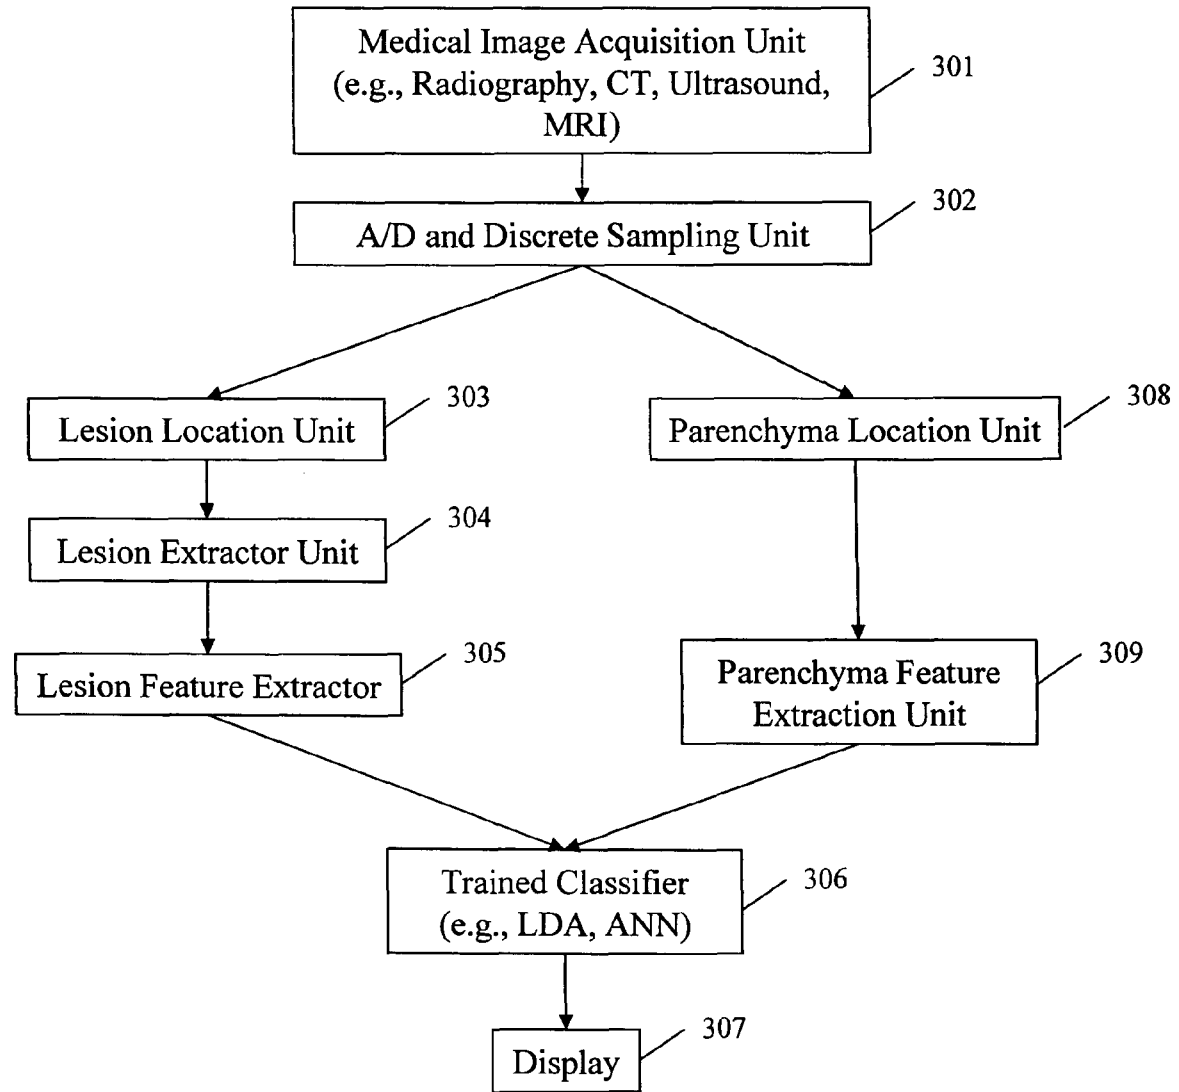 Medical Image Acquisition Unit
(e.g., Radiography, CT, Ultrasound,
MRI)
301
A/D and Discrete Sampling Unit
302
Lesion Location Unit
303
Parenchyma Location Unit
308
Lesion Extractor Unit
304
Lesion Feature Extractor
305
Parenchyma Feature
Extraction Unit
309
Trained Classifier
(e.g., LDA, ANN)
306
Display
307